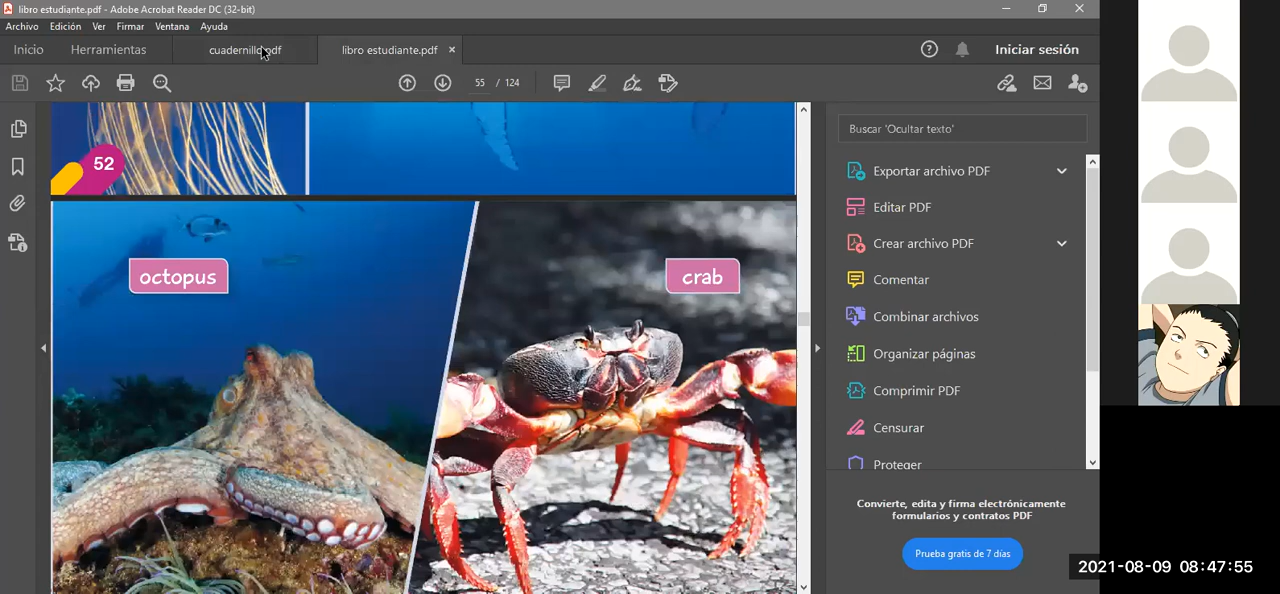 libro estudiante.pdf - Adobe Acrobat Reader DC (32-bit)
Archivo Edición Ver Firmar Ventana Ayuda
Inicio Herramientas cuadernillo.pdf libro estudiante.pdf × Iniciar sesión
55 / 124
Buscar 'Ocultar texto'
52
Exportar archivo PDF
Editar PDF
Crear archivo PDF
octopus
crab
Comentar
Combinar archivos
Organizar páginas
Comprimir PDF
Censurar
Proteger
Convierte, edita y firma electrónicamente
formularios y contratos PDF
Prueba gratis de 7 días
2021-08-09 08:47:55